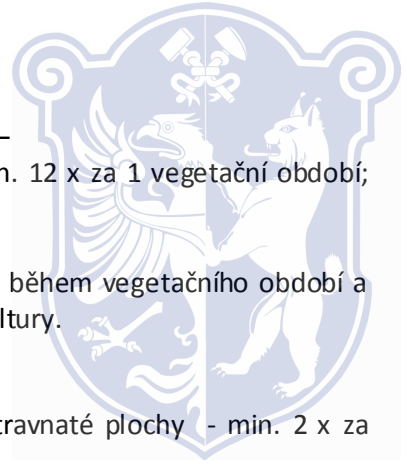 n. 12 x za 1 vegetační období;
během vegetačního období a
ltury.
travnaté plochy - min. 2 x za